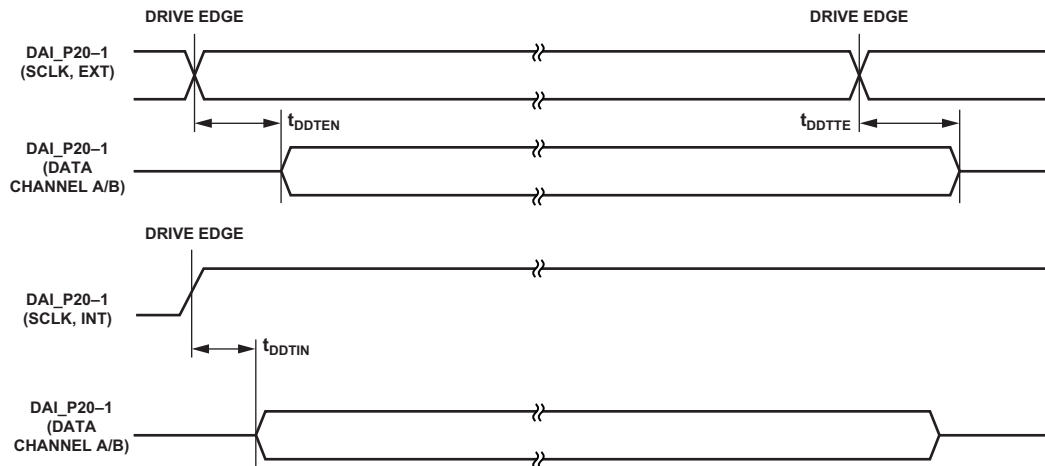 DRIVE EDGE
DRIVE EDGE
DAI_P20–1
(SCLK, EXT)
tDDTEN
tDDTTE
DAI_P20–1
(DATA
CHANNEL A/B)
DRIVE EDGE
DAI_P20–1
(SCLK, INT)
tDDTIN
DAI_P20–1
(DATA
CHANNEL A/B)